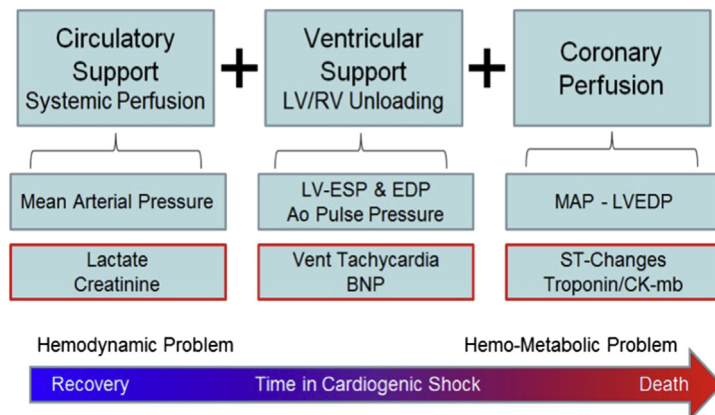 Circulatory
Support
Systemic Perfusion
+
Ventricular
Support
LV/RV Unloading
+
Coronary
Perfusion
Mean Arterial Pressure
LV-ESP & EDP
Ao Pulse Pressure
MAP - LVEDP
Lactate
Creatinine
Vent Tachycardia
BNP
ST-Changes
Troponin/CK-mb
Hemodynamic Problem
Hemo-Metabolic Problem
Recovery
Time in Cardiogenic Shock
Death